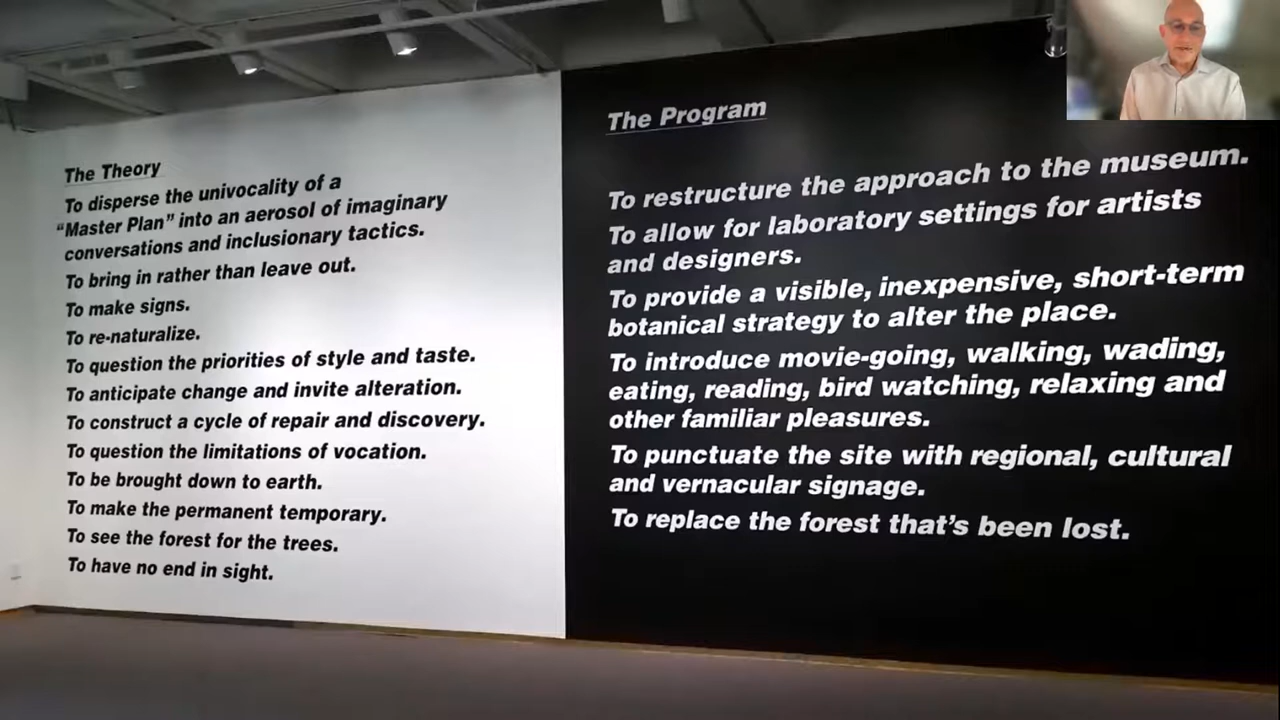 The Theory
To disperse the univocality of a
“Master Plan” into an aerosol of imaginary
conversations and inclusionary tactics.
To bring in rather than leave out.
To make signs.
To re-naturalize.
To question the priorities of style and taste.
To anticipate change and invite alteration.
To construct a cycle of repair and discovery.
To question the limitations of vocation.
To be brought down to earth.
To make the permanent temporary.
To see the forest for the trees.
To have no end in sight.
The Program
To restructure the approach to the museum.
To allow for laboratory settings for artists
and designers.
To provide a visible, inexpensive, short-term
botanical strategy to alter the place.
To introduce movie-going, walking, wading,
eating, reading, bird watching, relaxing and
other familiar pleasures.
To punctuate the site with regional, cultural
and vernacular signage.
To replace the forest that’s been lost.